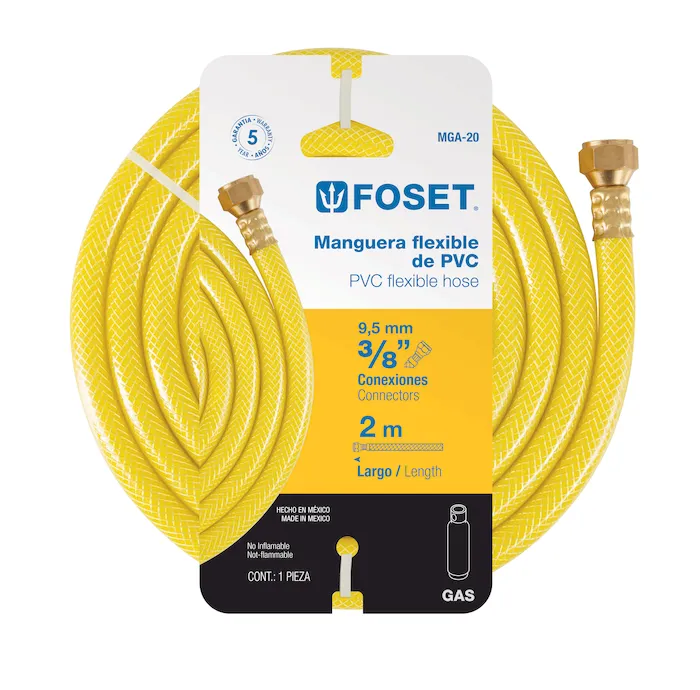 GARANTÍA • WARRANTY
5
YEAR • AÑOS
MGA-20
FOSET®
Manguera flexible
de PVC
PVC flexible hose
9,5 mm
3/8”
Conexiones
Connectors
2 m
Largo / Length
HECHO EN MÉXICO
MADE IN MEXICO
No Inflamable
Not-flammable
CONT.: 1 PIEZA
GAS